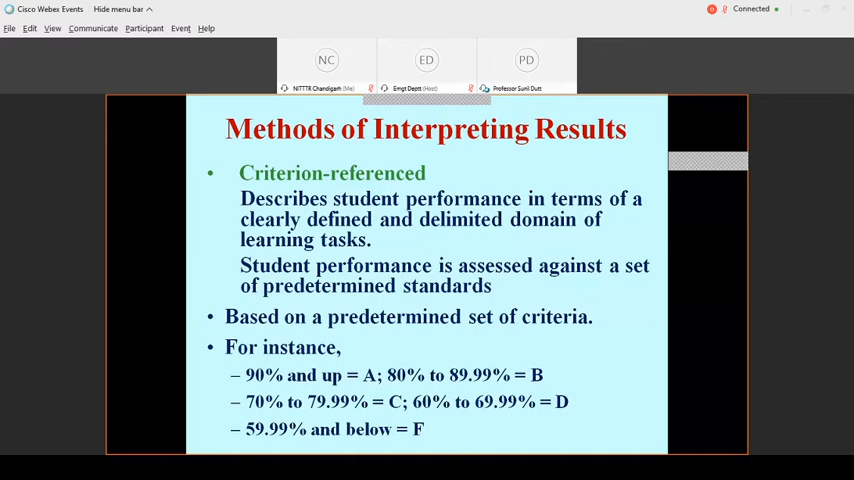 Cisco Webex Events
Hide menu bar
Connected
File Edit View Communicate Participant Event Help
NC
ED
PD
NITTTR Chandigarh (Me)
Emgt Deptt (Host)
Professor Sunil Dutt
Methods of Interpreting Results
• Criterion-referenced
Describes student performance in terms of a
clearly defined and delimited domain of
learning tasks.
Student performance is assessed against a set
of predetermined standards
• Based on a predetermined set of criteria.
• For instance,
– 90% and up = A; 80% to 89.99% = B
– 70% to 79.99% = C; 60% to 69.99% = D
– 59.99% and below = F